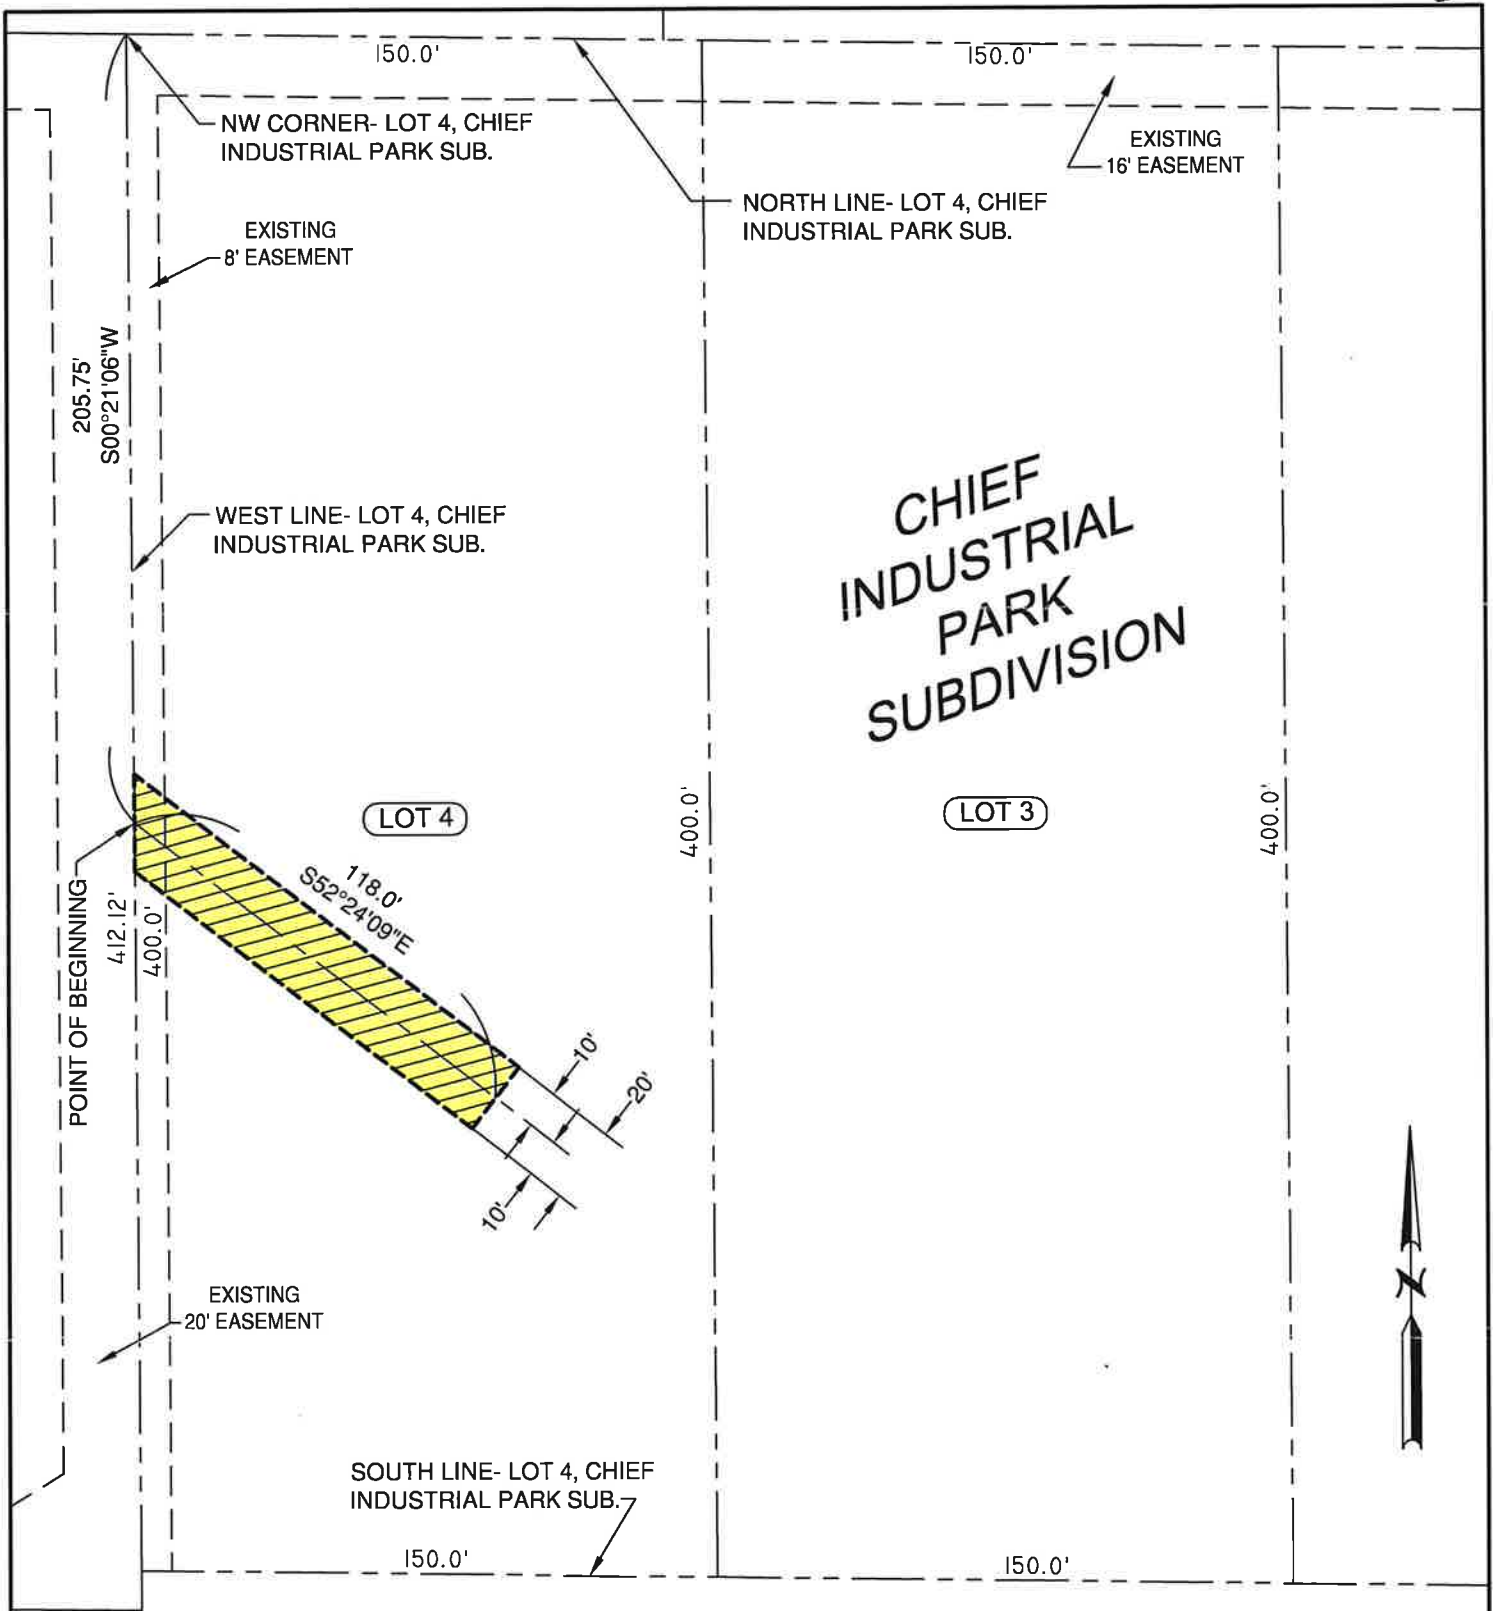 150.0'
150.0'
NW CORNER- LOT 4, CHIEF
INDUSTRIAL PARK SUB.
EXISTING
16' EASEMENT
NORTH LINE- LOT 4, CHIEF
INDUSTRIAL PARK SUB.
EXISTING
8' EASEMENT
205.75'
S00°21'06"W
WEST LINE- LOT 4, CHIEF
INDUSTRIAL PARK SUB.
CHIEF
INDUSTRIAL
PARK
SUBDIVISION
LOT 4
400.0'
LOT 3
400.0'
118.0'
S52°24'09"E
POINT OF BEGINNING
412.12'
400.0'
10'
20'
10'
EXISTING
20' EASEMENT
N
SOUTH LINE- LOT 4, CHIEF
INDUSTRIAL PARK SUB.
150.0'
150.0'